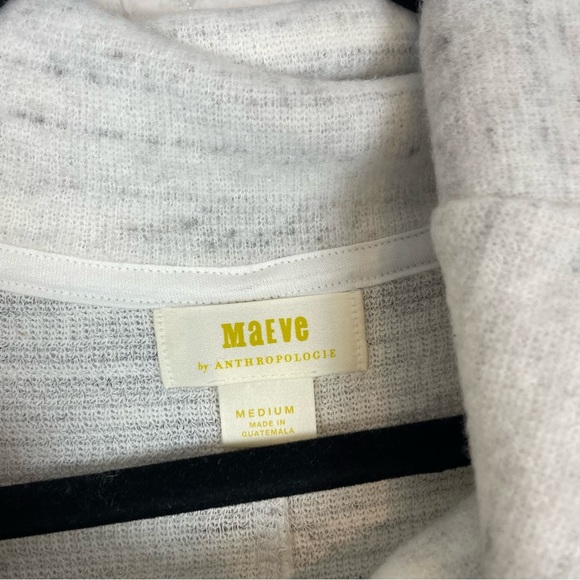 MaEve
by ANTHROPOLOGIE
MEDIUM
MADE IN
GUATEMALA